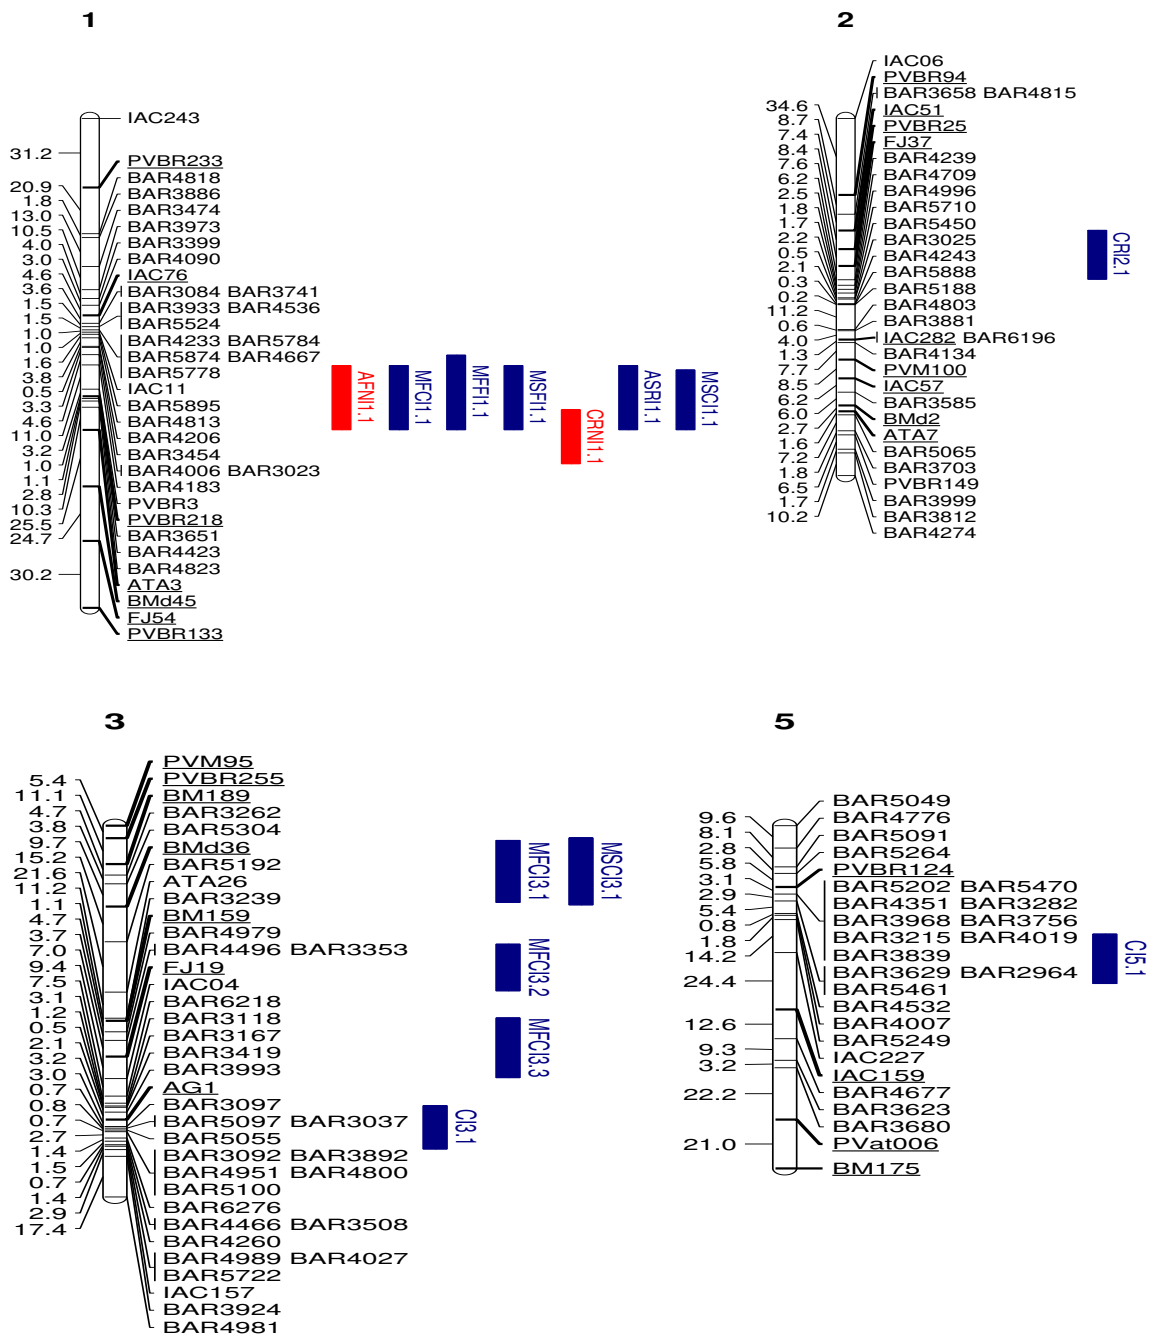 1
IAC243
PVBR233
BAR4818
BAR3886
BAR3474
BAR3973
BAR3399
BAR4090
IAC76
BAR3084 BAR3741
BAR3933 BAR4536
BAR5524
BAR4233 BAR5784
BAR5874 BAR4667
BAR5778
IAC11
BAR5895
BAR4813
BAR4206
BAR3454
BAR4006 BAR3023
BAR4183
PVBR3
PVBR218
BAR3651
BAR4423
BAR4823
ATA3
BMd45
FJ54
PVBR133
31.2
20.9
1.8
13.0
10.5
4.0
3.0
4.6
3.6
1.5
1.5
1.0
1.0
1.6
3.8
0.5
3.3
4.6
11.0
3.2
1.0
1.1
2.8
10.3
25.5
24.7
30.2
AFNI1.1
MFCI1.1
MFFI1.1
MSFI1.1
CRNI1.1
ASRI1.1
MSCI1.1
2
IAC06
PVBR94
BAR3658 BAR4815
IAC51
PVBR25
FJ37
BAR4239
BAR4709
BAR4996
BAR5710
BAR5450
BAR3025
BAR4243
BAR5888
BAR5188
BAR4803
BAR3881
IAC282 BAR6196
BAR4134
PVM100
IAC57
BAR3585
BMd2
ATA7
BAR5065
BAR3703
PVBR149
BAR3999
BAR3812
BAR4274
34.6
8.7
7.4
8.4
7.6
6.2
2.5
1.8
1.7
2.2
0.5
2.1
0.3
0.2
11.2
0.6
4.0
1.3
7.7
8.5
6.2
6.0
2.7
1.6
7.2
1.8
6.5
1.7
10.2
CRI2.1
3
PVM95
PVBR255
BM189
BAR3262
BAR5304
BMd36
BAR5192
ATA26
BAR3239
BM159
BAR4979
BAR4496 BAR3353
FJ19
IAC04
BAR6218
BAR3118
BAR3167
BAR3419
BAR3993
AG1
BAR3097
BAR5097 BAR3037
BAR5055
BAR3092 BAR3892
BAR4951 BAR4800
BAR5100
BAR6276
BAR4466 BAR3508
BAR4260
BAR4989 BAR4027
BAR5722
IAC157
BAR3924
BAR4981
5.4
11.1
4.7
3.8
9.7
15.2
21.6
11.2
1.1
4.7
3.7
7.0
9.4
7.5
3.1
1.2
0.5
2.1
3.2
3.0
0.7
0.8
0.7
2.7
1.4
1.5
0.7
1.4
2.9
17.4
MFCI3.1
MSCI3.1
MFCI3.2
MFCI3.3
CI3.1
5
BAR5049
BAR4776
BAR5091
BAR5264
PVBR124
BAR5202 BAR5470
BAR4351 BAR3282
BAR3968 BAR3756
BAR3215 BAR4019
BAR3839
BAR3629 BAR2964
BAR5461
BAR4532
BAR4007
BAR5249
IAC227
IAC159
BAR4677
BAR3623
BAR3680
PVat006
BM175
9.6
8.1
2.8
5.8
3.1
2.9
5.4
0.8
1.8
14.2
24.4
12.6
9.3
3.2
22.2
21.0
CI5.1